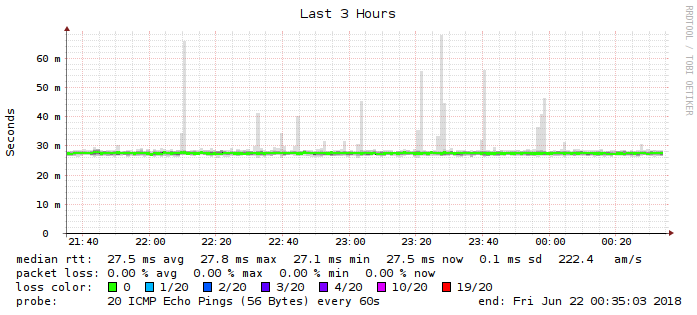 Last 3 Hours
RRDTOOL / TOBI OETIKER
Seconds
60 m
50 m
40 m
30 m
20 m
10 m
0
21:40 22:00 22:20 22:40 23:00 23:20 23:40 00:00 00:20
median rtt: 27.5 ms avg 27.8 ms max 27.1 ms min 27.5 ms now 0.1 ms sd 222.4 am/s
packet loss: 0.00 % avg 0.00 % max 0.00 % min 0.00 % now
loss color: 0 1/20 2/20 3/20 4/20 10/20 19/20
probe: 20 ICMP Echo Pings (56 Bytes) every 60s end: Fri Jun 22 00:35:03 2018